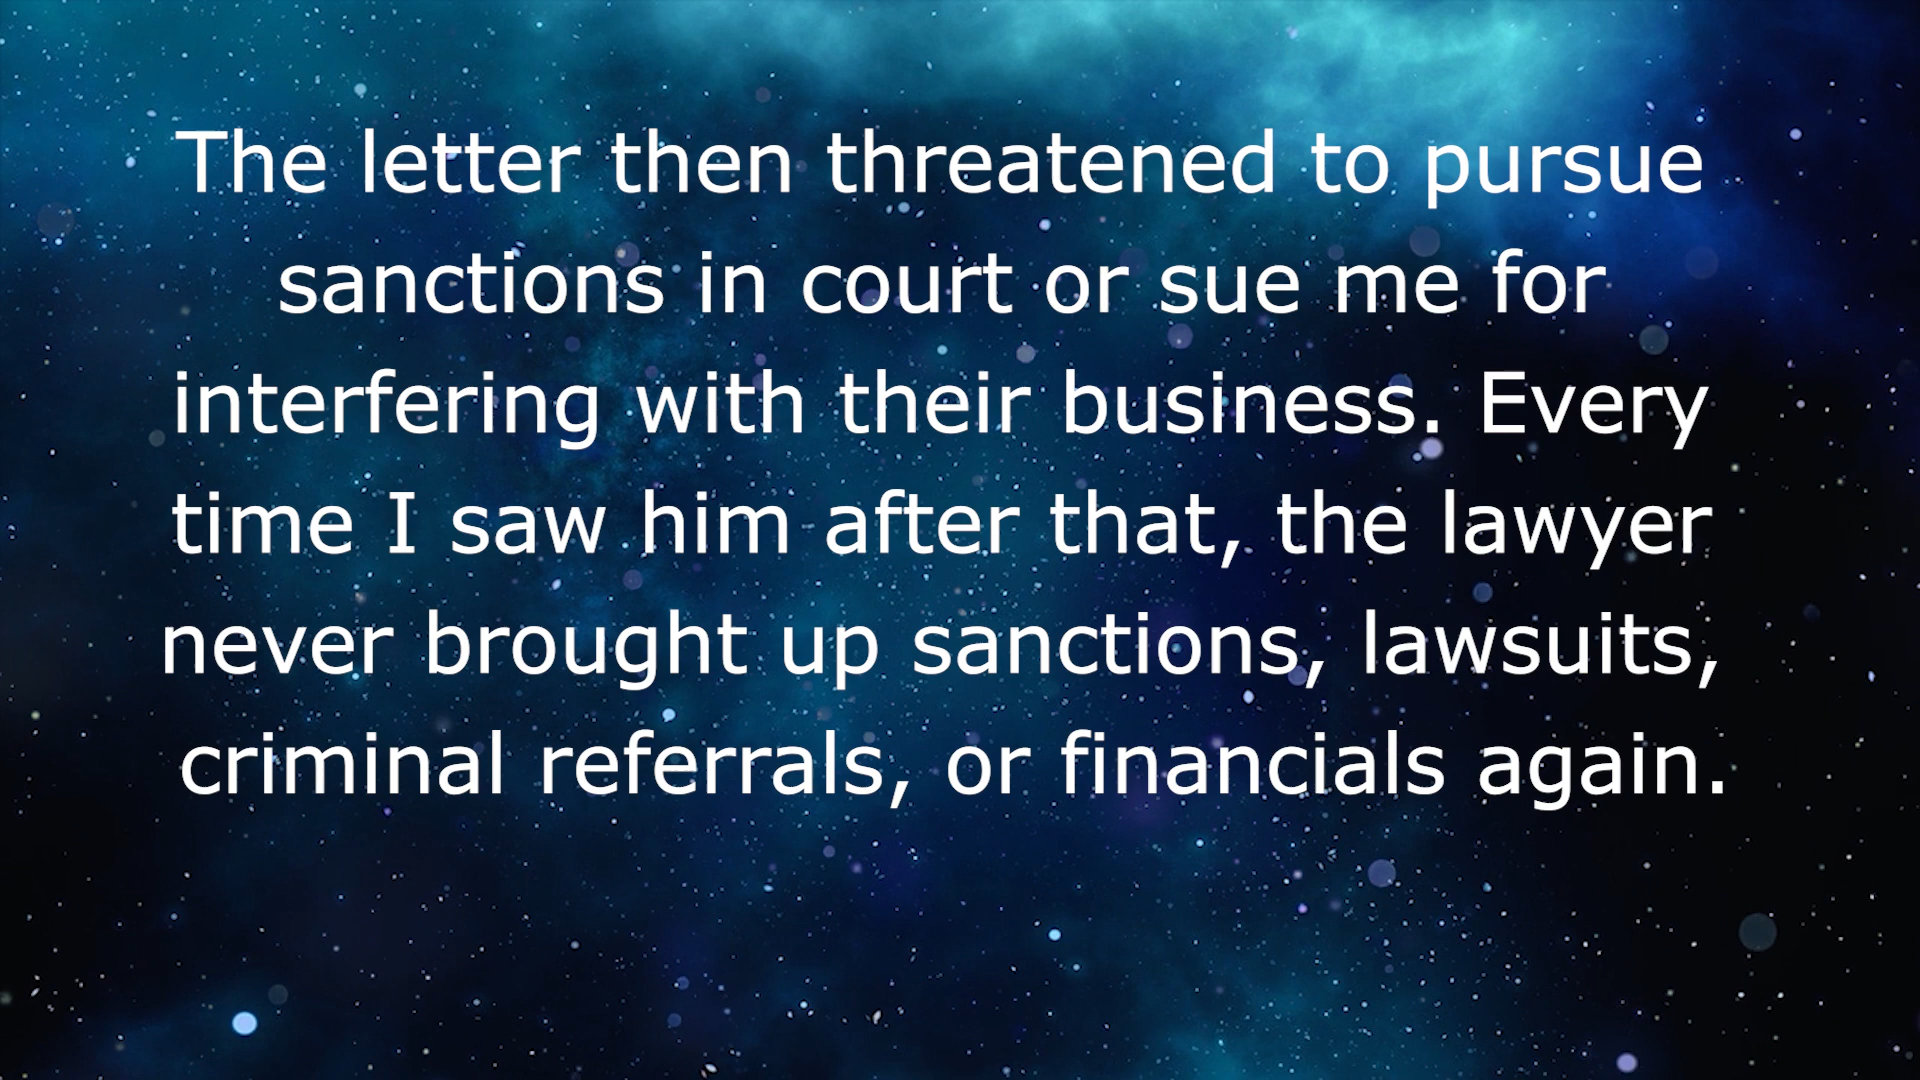 The letter then threatened to pursue
sanctions in court or sue me for
interfering with their business. Every
time I saw him after that, the lawyer
never brought up sanctions, lawsuits,
criminal referrals, or financials again.